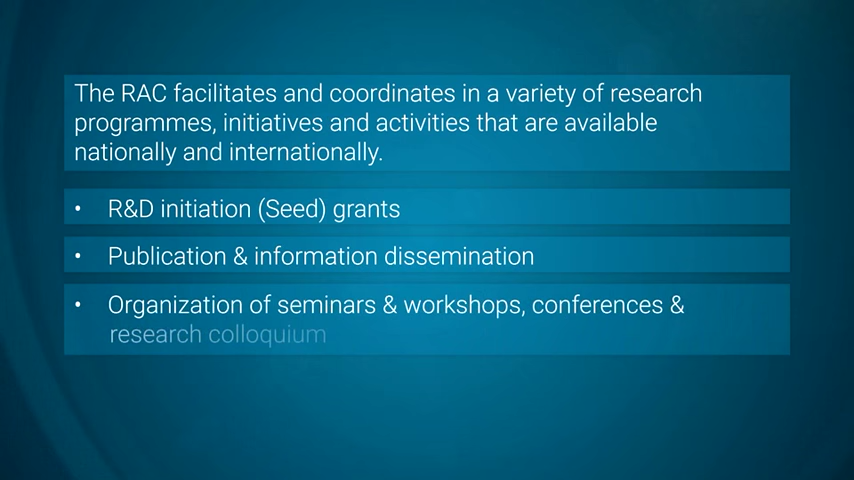 The RAC facilitates and coordinates in a variety of research
programmes, initiatives and activities that are available
nationally and internationally.
• R&D initiation (Seed) grants
• Publication & information dissemination
• Organization of seminars & workshops, conferences &
research colloquium